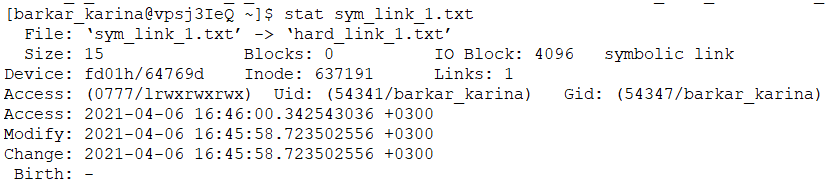 [barkar_karina@vpsj3IeQ ~]$ stat sym_link_1.txt
  File: ‘sym_link_1.txt’ -> ‘hard_link_1.txt’
  Size: 15              Blocks: 0          IO Block: 4096   symbolic link
Device: fd01h/64769d    Inode: 637191      Links: 1
Access: (0777/lrwxrwxrwx)  Uid: (54341/barkar_karina)   Gid: (54347/barkar_karina)
Access: 2021-04-06 16:46:00.342543036 +0300
Modify: 2021-04-06 16:45:58.723502556 +0300
Change: 2021-04-06 16:45:58.723502556 +0300
 Birth: -